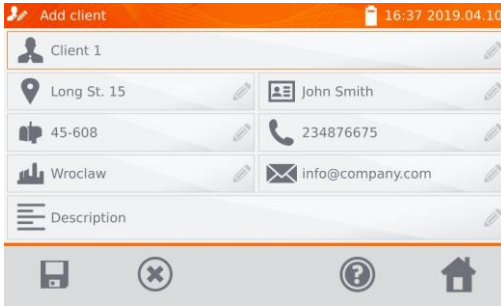 Add client
16:37 2019.04.10
Client 1
Long St. 15
John Smith
45-608
234876675
Wroclaw
info@company.com
Description